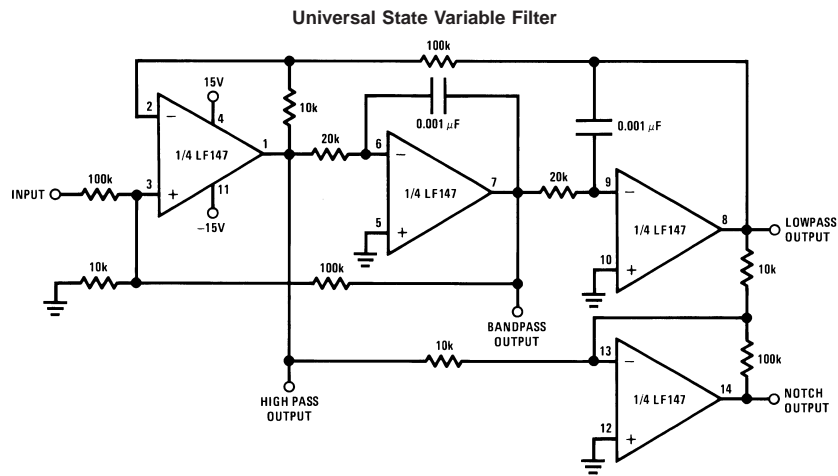 Universal State Variable Filter
100k
15V
2
−
4
10k
0.001 µF
0.001 µF
1/4 LF147
1
20k
6
−
INPUT
100k
3
+
11
−15V
1/4 LF147
7
20k
9
−
5
+
1/4 LF147
8
LOWPASS
OUTPUT
10k
100k
10
+
10k
BANDPASS
OUTPUT
10k
13
−
100k
HIGH PASS
OUTPUT
1/4 LF147
14
NOTCH
OUTPUT
12
+